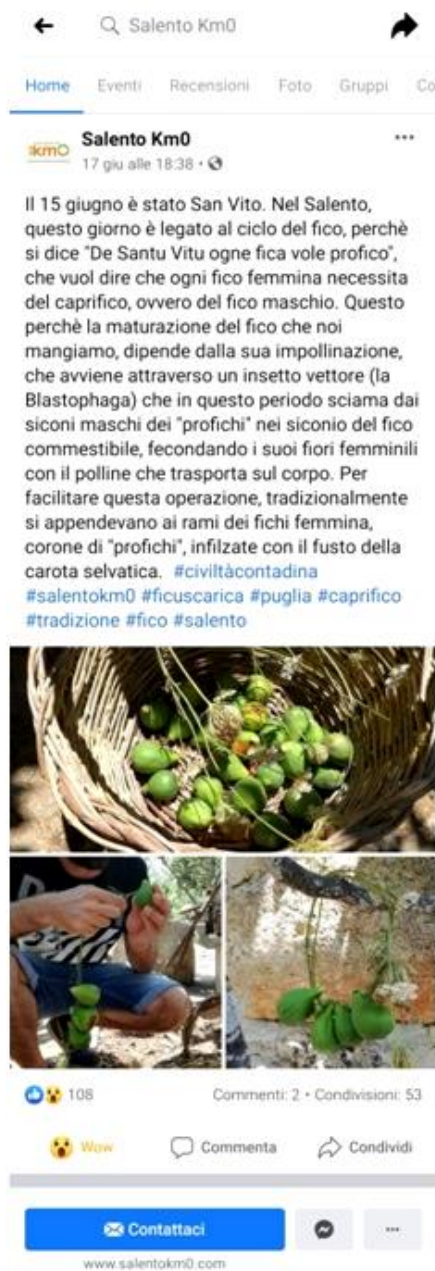 Salento Km0
Home Eventi Recensioni Foto Gruppi Co
km0
Salento Km0
17 giu alle 18:38
Il 15 giugno è stato San Vito. Nel Salento,
questo giorno è legato al ciclo del fico, perchè
si dice "De Santu Vitu ogne fica vole profico",
che vuol dire che ogni fico femmina necessita
del caprifico, ovvero del fico maschio. Questo
perchè la maturazione del fico che noi
mangiamo, dipende dalla sua impollinazione,
che avviene attraverso un insetto vettore (la
Blastophaga) che in questo periodo sciama dai
siconi maschi dei "profichi" nei siconio del fico
commestibile, fecondando i suoi fiori femminili
con il polline che trasporta sul corpo. Per
facilitare questa operazione, tradizionalmente
si appendevano ai rami dei fichi femmina,
corone di "profichi", infilzate con il fusto della
carota selvatica. #civiltàcontadina
#salentokm0 #ficuscarica #puglia #caprifico
#tradizione #fico #salento
108 Commenti: 2 • Condivisioni: 53
Wow Commenta Condividi
Contattaci
www.salentokm0.com